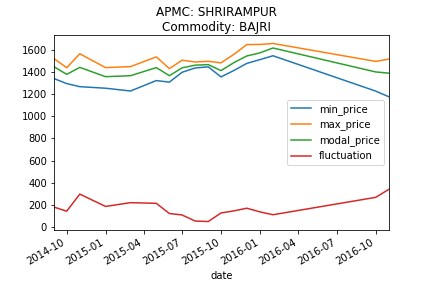 APMC: SHRIRAMPUR
Commodity: BAJRI
1600
1400
1200
1000
800
600
400
200
0
min_price
max_price
modal_price
fluctuation
2014-10
2015-01
2015-04
2015-07
2015-10
2016-01
2016-04
2016-07
2016-10
date